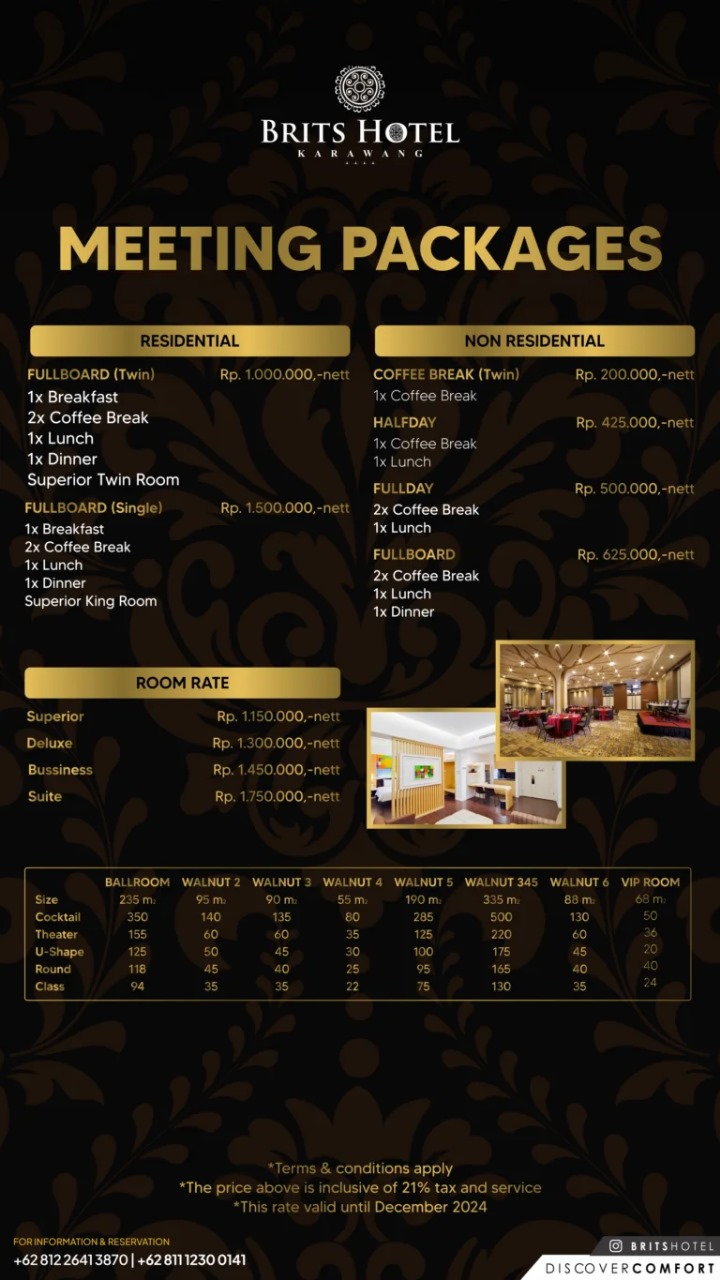 BRITS HOTEL
KARAWANG
MEETING PACKAGES
RESIDENTIAL
FULLBOARD (Twin) Rp. 1.000.000,-nett
1x Breakfast
2x Coffee Break
1x Lunch
1x Dinner
Superior Twin Room
FULLBOARD (Single) Rp. 1.500.000,-nett
1x Breakfast
2x Coffee Break
1x Lunch
1x Dinner
Superior King Room
NON RESIDENTIAL
COFFEE BREAK (Twin) Rp. 200.000,-nett
1x Coffee Break
HALFDAY Rp. 425.000,-nett
1x Coffee Break
1x Lunch
FULLDAY Rp. 500.000,-nett
2x Coffee Break
1x Lunch
FULLBOARD Rp. 625.000,-nett
2x Coffee Break
1x Lunch
1x Dinner
ROOM RATE
Superior Rp. 1.150.000,-nett
Deluxe Rp. 1.300.000,-nett
Bussiness Rp. 1.450.000,-nett
Suite Rp. 1.750.000,-nett
BALLROOM WALNUT 2 WALNUT 3 WALNUT 4 WALNUT 5 WALNUT 345 WALNUT 6 VIP ROOM
Size 235 m2 95 m2 90 m2 55 m2 190 m2 335 m2 88 m2 68 m2
Cocktail 350 140 135 80 285 500 130 50
Theater 155 60 60 35 125 220 60 36
U-Shape 125 50 45 30 100 175 45 20
Round 118 45 40 25 95 165 40 40
Class 94 35 35 22 75 130 35 24
*Terms & conditions apply
*The price above is inclusive of 21% tax and service
*This rate valid until December 2024
FOR INFORMATION & RESERVATION
+62 812 2641 3870 | +62 811 1230 0141
BRITSHOTEL
DISCOVERCOMFORT